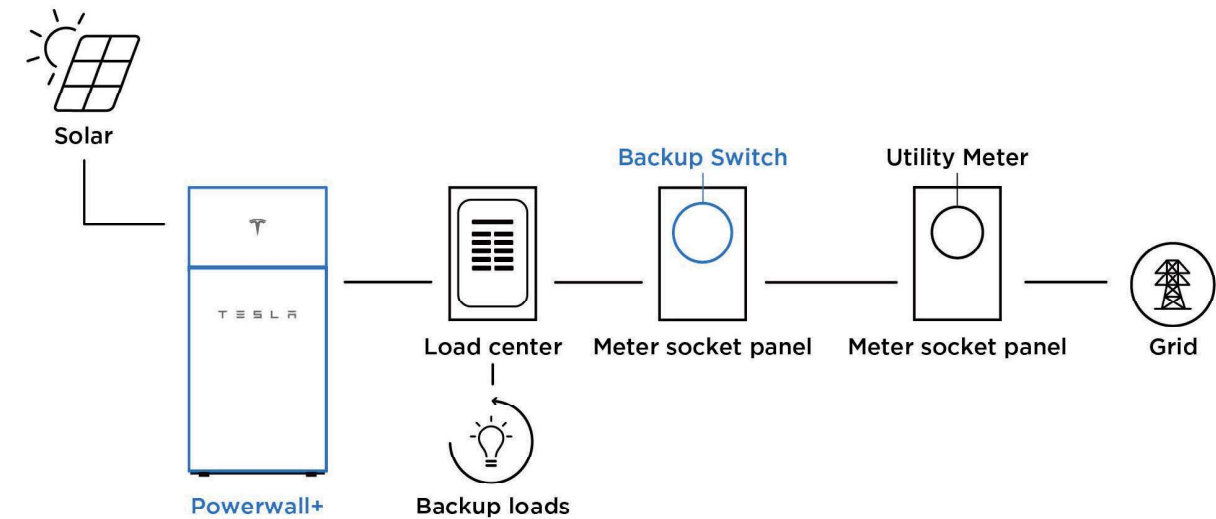 Solar
Backup Switch
Utility Meter
TESLA
Load center
Meter socket panel
Meter socket panel
Grid
Powerwall+
Backup loads